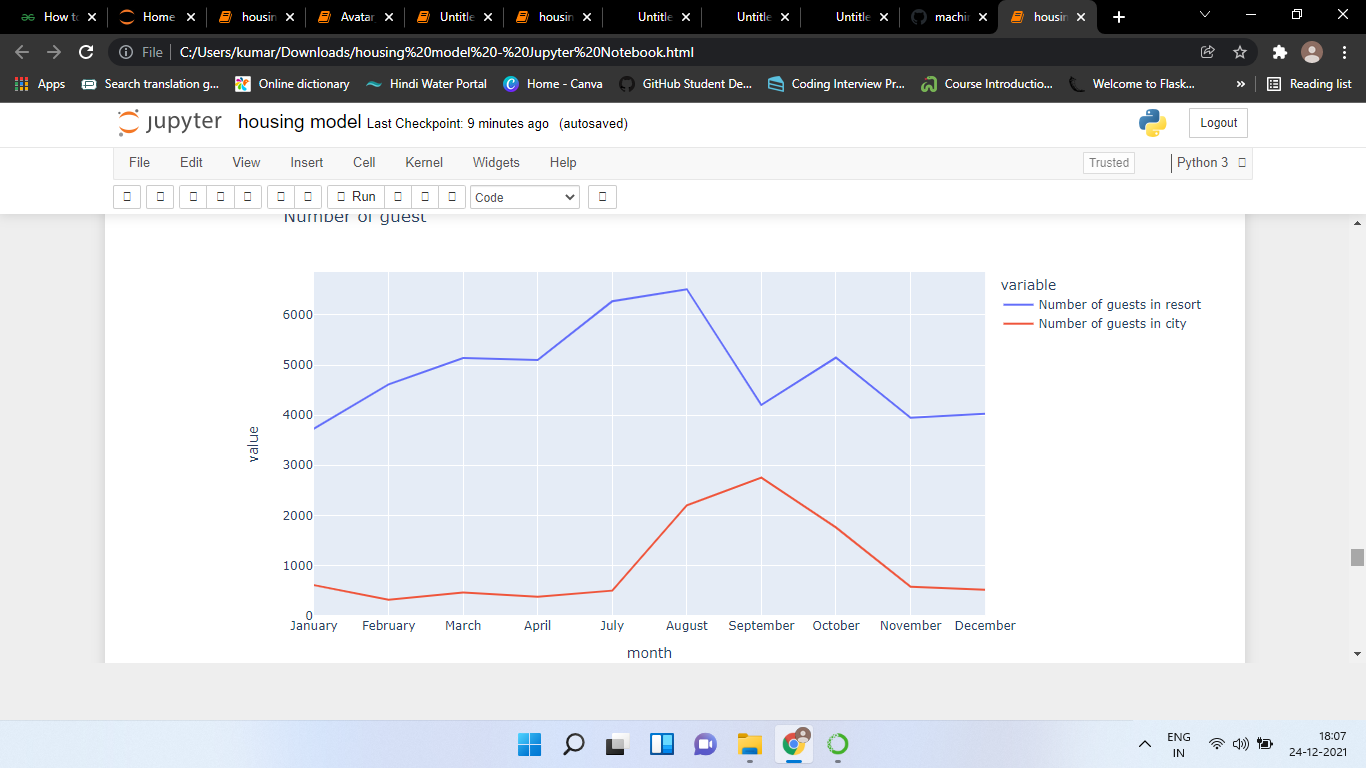 How to
Home
housin
Avatar
Untitle
housin
Untitle
Untitle
Untitle
machin
housin
File
C:/Users/kumar/Downloads/housing%20model%20-%20Jupyter%20Notebook.html
Apps
Search translation g...
Online dictionary
Hindi Water Portal
Home - Canva
GitHub Student De...
Coding Interview Pr...
Course Introductio...
Welcome to Flask...
»
Reading list
jupyter housing model Last Checkpoint: 9 minutes ago (autosaved)
Logout
File Edit View Insert Cell Kernel Widgets Help
Trusted
Python 3
Run
Code
Number of guest
variable
Number of guests in resort
Number of guests in city
6000
5000
4000
3000
2000
1000
0
value
January February March April July August September October November December
month
ENG
IN
18:07
24-12-2021